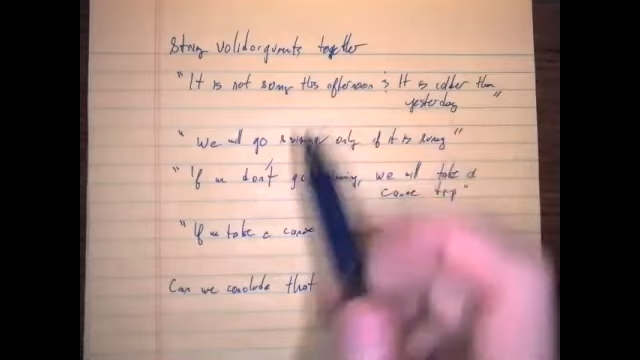 String valid arguments together
"It is not sunny this afternoon & It is colder than
yesterday"
"We will go swimming only if it is sunny"
"If we don't go, we will take a
canoe trip"
"If we take a canoe
Can we conclude that